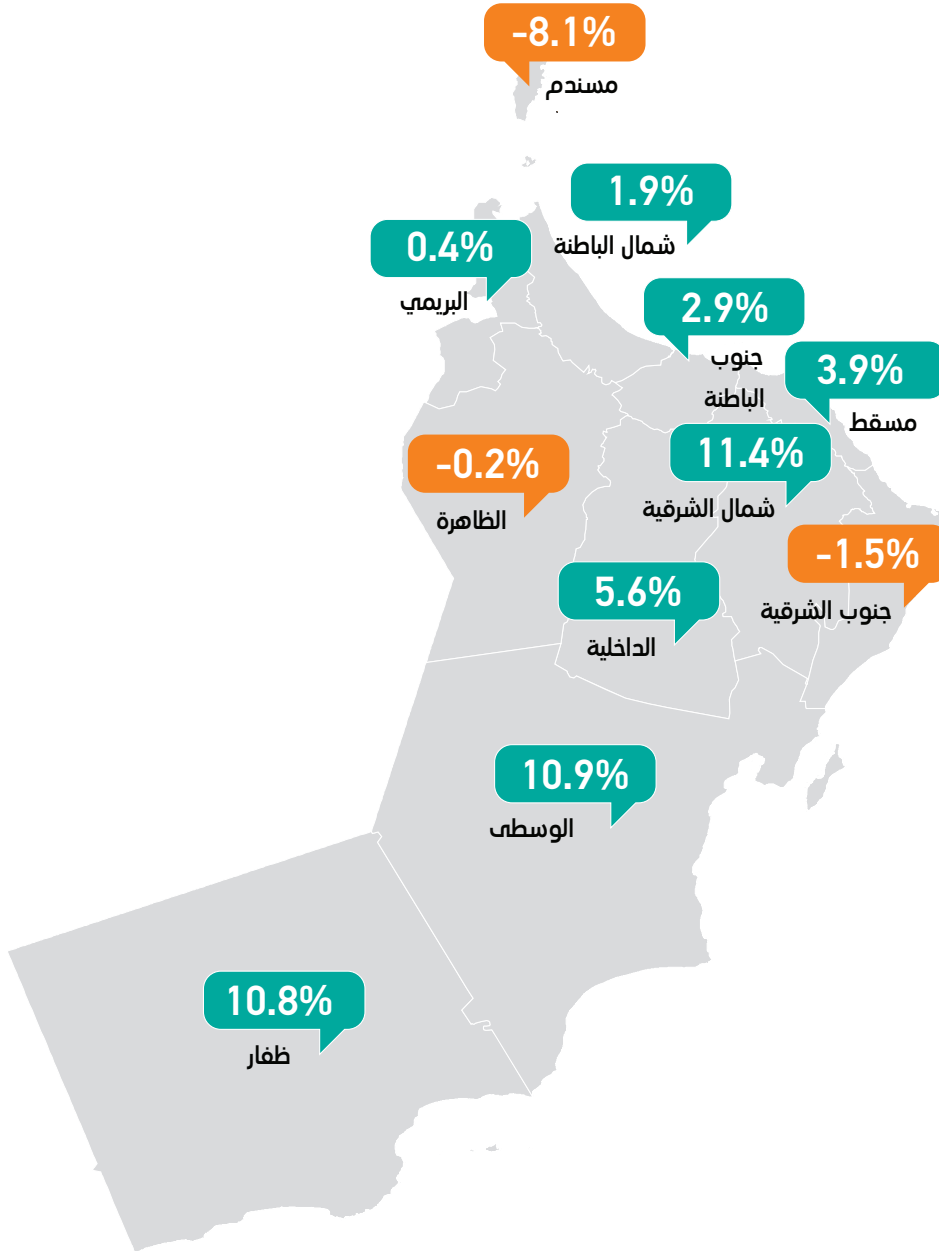 -8.1%
مسندم
1.9%
شمال الباطنة
0.4%
البريمي
2.9%
جنوب
الباطنة
3.9%
مسقط
11.4%
شمال الشرقية
-0.2%
الظاهرة
-1.5%
جنوب الشرقية
5.6%
الداخلية
10.9%
الوسطى
10.8%
ظفار